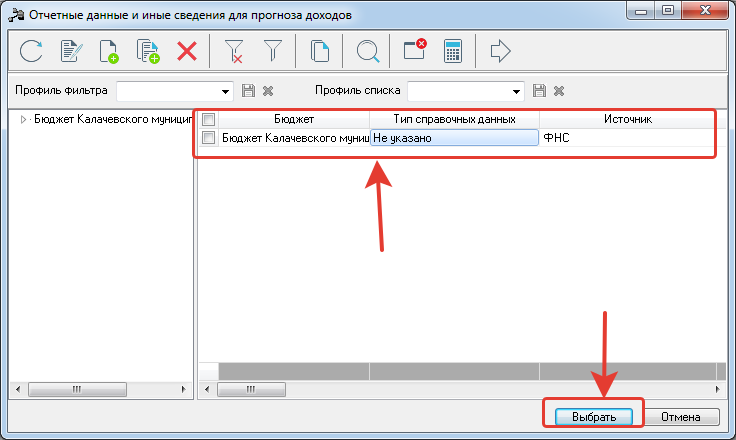 Отчетные данные и иные сведения для прогноза доходов
Профиль фильтра Профиль списка
Бюджет Калачевского муницип
Бюджет Тип справочных данных Источник
Бюджет Калачевского муниц Не указано ФНС
Выбрать Отмена